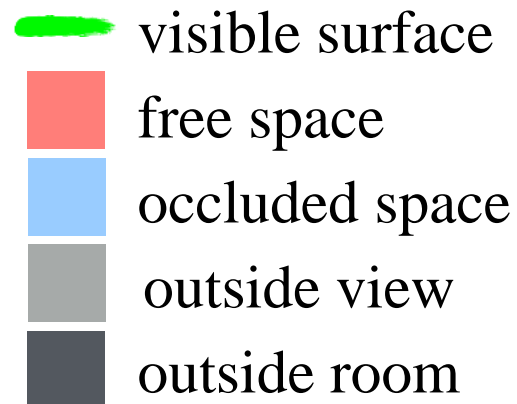 visible surface
free space
occluded space
outside view
outside room